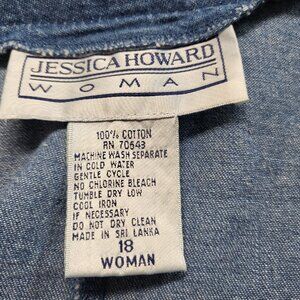 JESSICA HOWARD
WOMAN
100% COTTON
RN 70643
MACHINE WASH SEPARATE
IN COLD WATER
GENTLE CYCLE
NO CHLORINE BLEACH
TUMBLE DRY LOW
COOL IRON
IF NECESSARY
DO NOT DRY CLEAN
MADE IN SRI LANKA
18
WOMAN